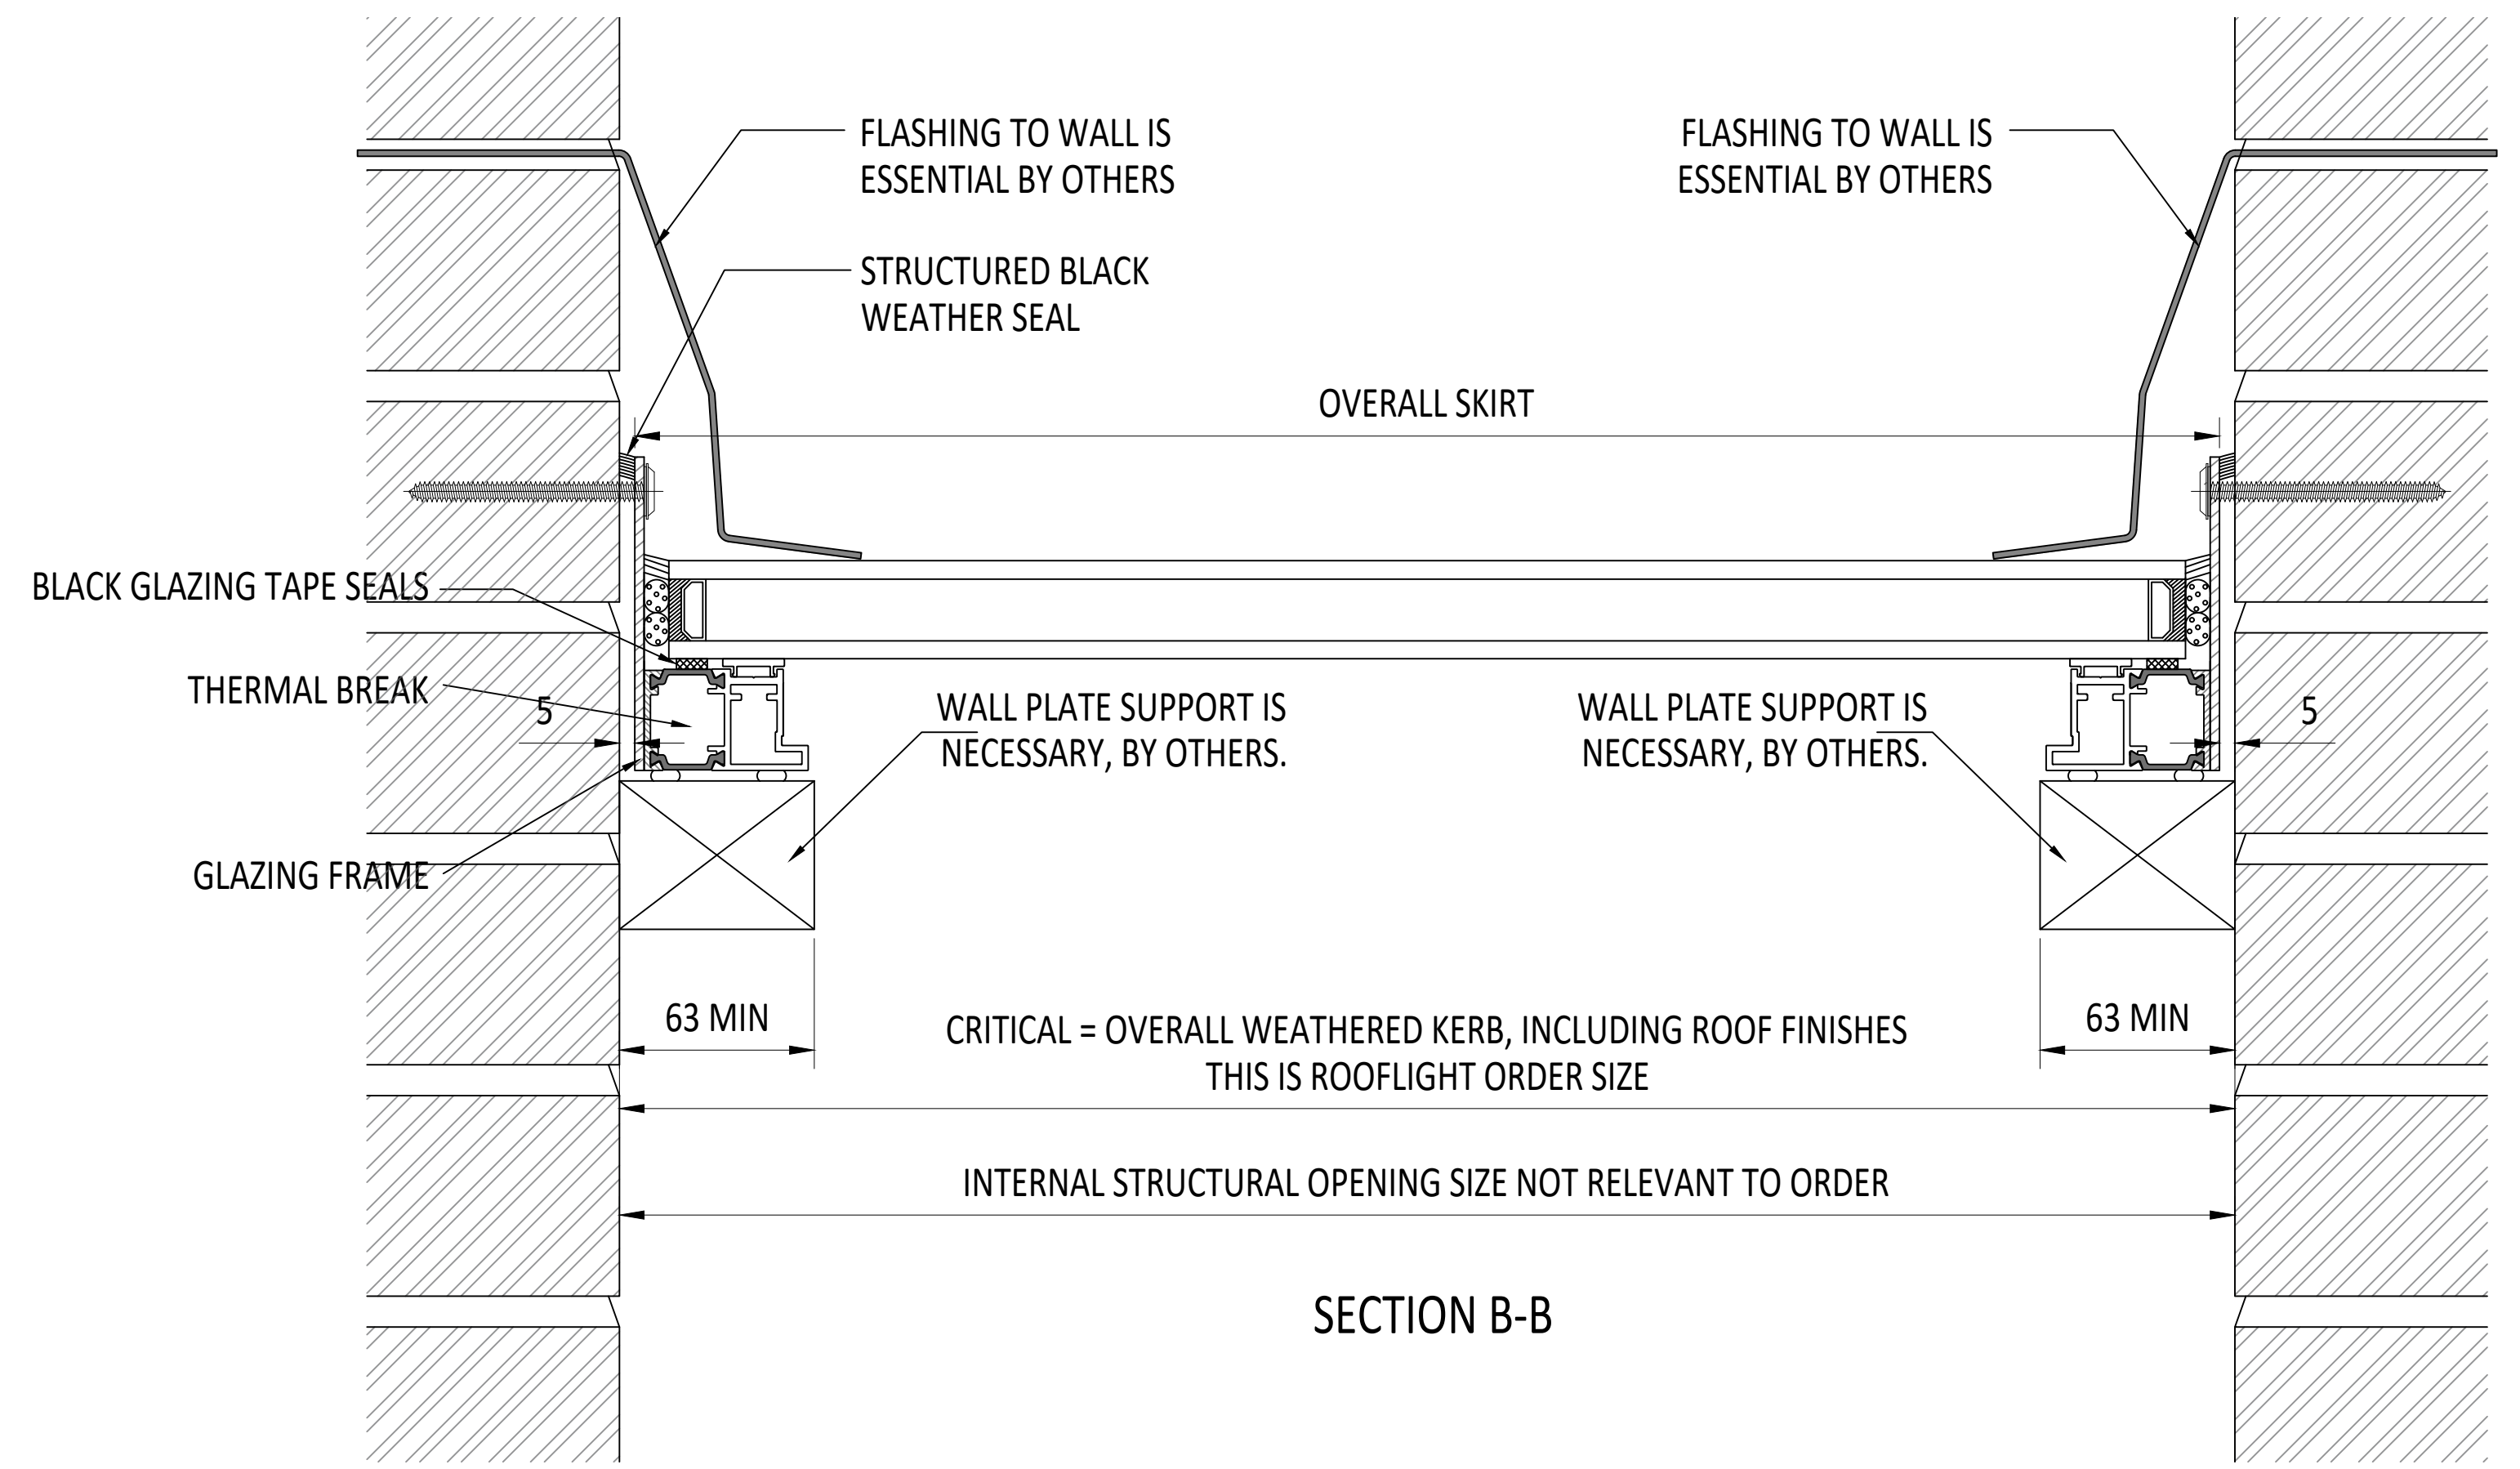 FLASHING TO WALL IS
ESSENTIAL BY OTHERS
FLASHING TO WALL IS
ESSENTIAL BY OTHERS
STRUCTURED BLACK
WEATHER SEAL
OVERALL SKIRT
BLACK GLAZING TAPE SEALS
THERMAL BREAK
5
WALL PLATE SUPPORT IS
NECESSARY, BY OTHERS.
WALL PLATE SUPPORT IS
NECESSARY, BY OTHERS.
5
GLAZING FRAME
63 MIN
CRITICAL = OVERALL WEATHERED KERB, INCLUDING ROOF FINISHES
THIS IS ROOFLIGHT ORDER SIZE
63 MIN
INTERNAL STRUCTURAL OPENING SIZE NOT RELEVANT TO ORDER
SECTION B-B